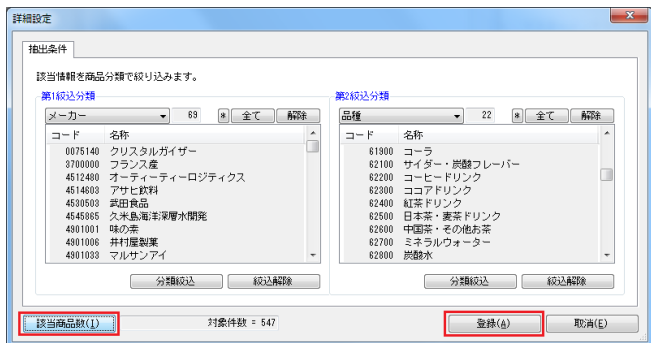 詳細設定
抽出条件
該当情報を商品分類で絞り込みます。
第1絞込分類
メーカー 69 * 全て 解除
コード 名称
0075140 クリスタルガイザー
3700000 フランス産
4512480 オーティーティーロジティクス
4514603 アサヒ飲料
4530503 武田食品
4545865 久米島海洋深層水開発
4901001 味の素
4901006 井村屋製菓
4901033 マルサンアイ
分類絞込 絞込解除
第2絞込分類
品種 22 * 全て 解除
コード 名称
61900 コーラ
62100 サイダー・炭酸フレーバー
62200 コーヒードリンク
62300 ココアドリンク
62400 紅茶ドリンク
62500 日本茶・麦茶ドリンク
62600 中国茶・その他お茶
62700 ミネラルウォーター
62800 炭酸水
分類絞込 絞込解除
該当商品数(I) 対象件数 = 547 登録(A) 取消(E)